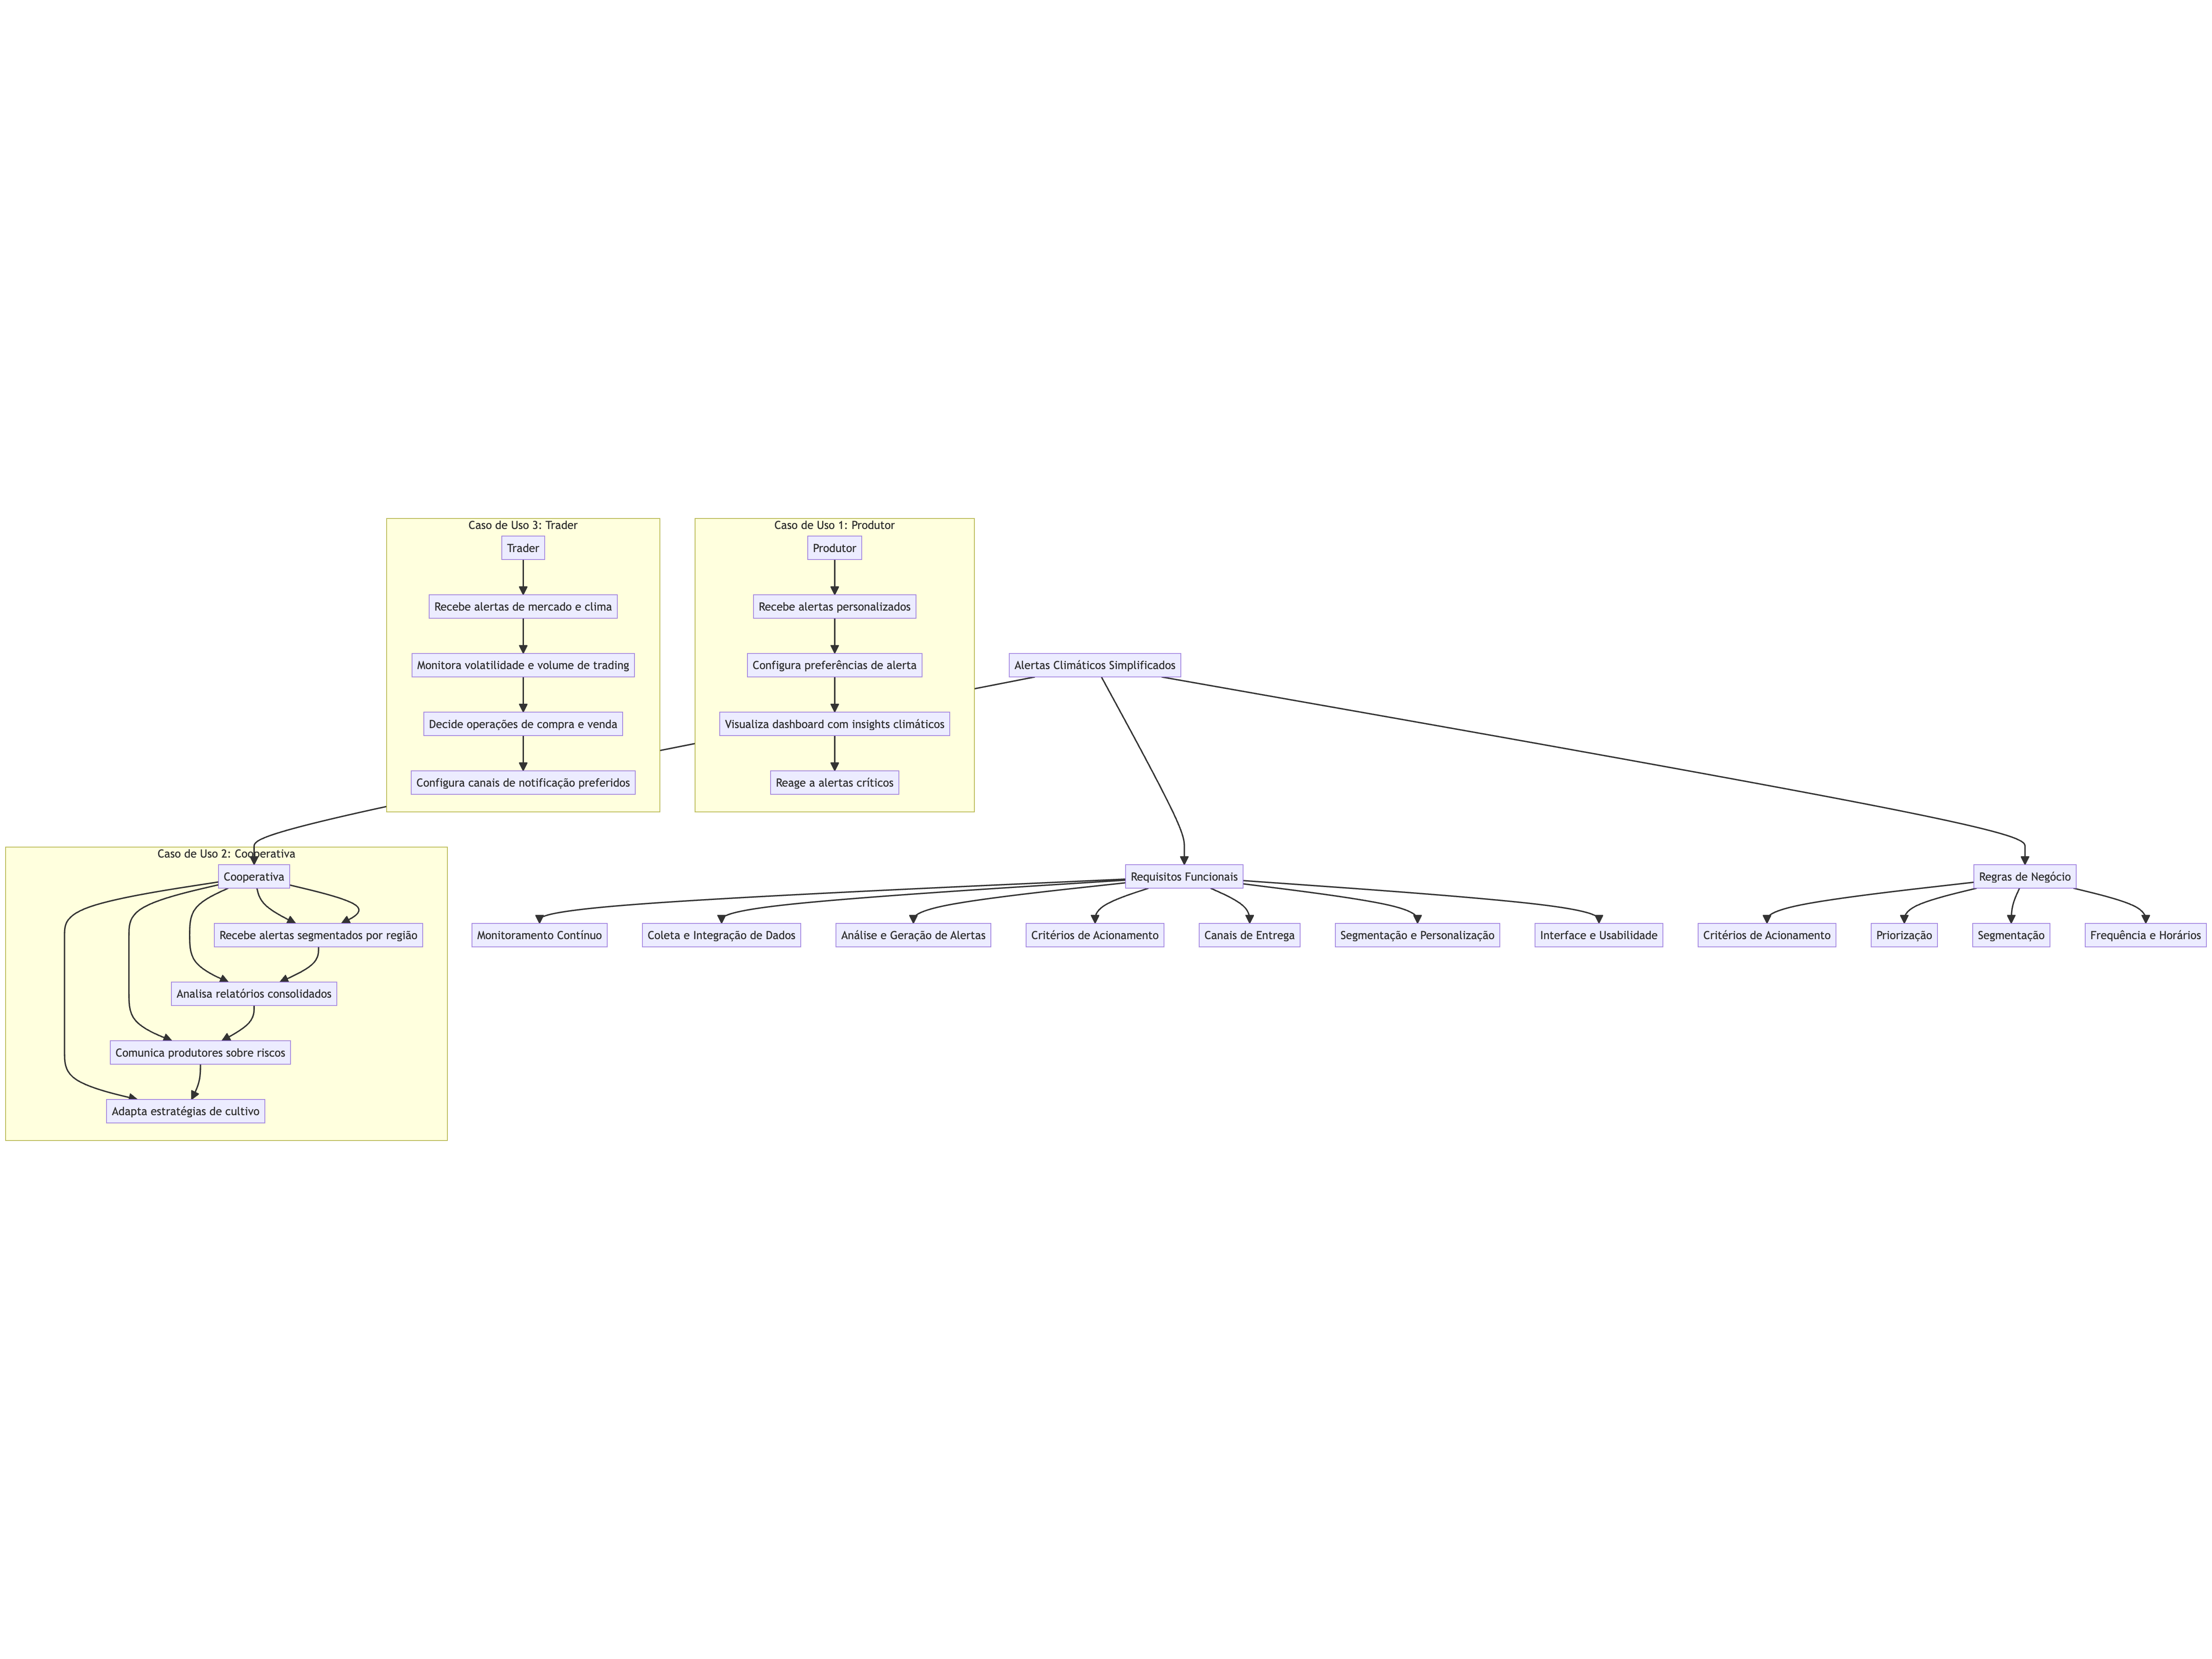 Caso de Uso 3: Trader
Trader
Recebe alertas de mercado e clima
Monitora volatilidade e volume de trading
Decide operações de compra e venda
Configura canais de notificação preferidos
Caso de Uso 1: Produtor
Produtor
Recebe alertas personalizados
Configura preferências de alerta
Visualiza dashboard com insights climáticos
Reage a alertas críticos
Alertas Climáticos Simplificados
Caso de Uso 2: Cooperativa
Cooperativa
Recebe alertas segmentados por região
Analisa relatórios consolidados
Comunica produtores sobre riscos
Adapta estratégias de cultivo
Requisitos Funcionais
Monitoramento Contínuo
Coleta e Integração de Dados
Análise e Geração de Alertas
Critérios de Acionamento
Canais de Entrega
Segmentação e Personalização
Interface e Usabilidade
Regras de Negócio
Critérios de Acionamento
Priorização
Segmentação
Frequência e Horários